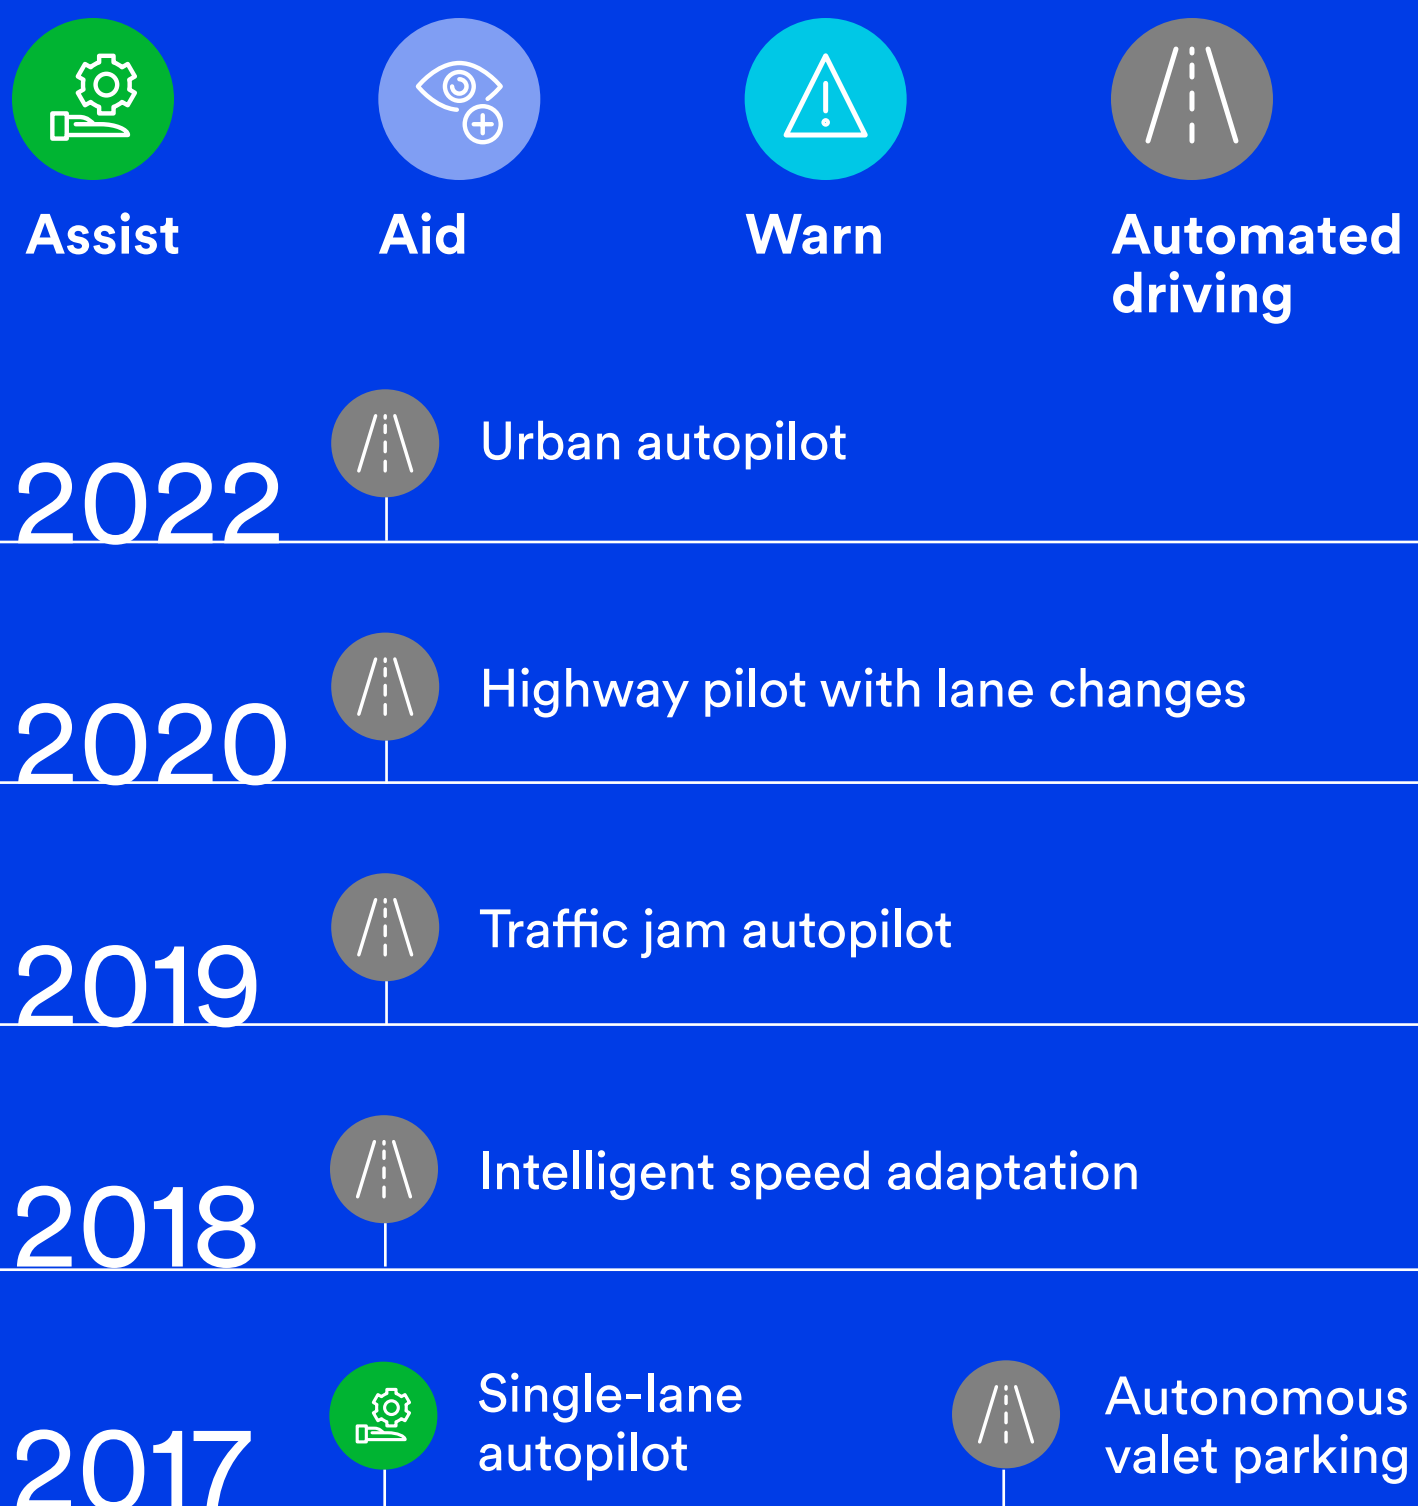 Assist
Aid
Warn
Automated
driving
Urban autopilot
2022
Highway pilot with lane changes
2020
Traffic jam autopilot
2019
Intelligent speed adaptation
2018
Single-lane
autopilot
Autonomous
valet parking
2017